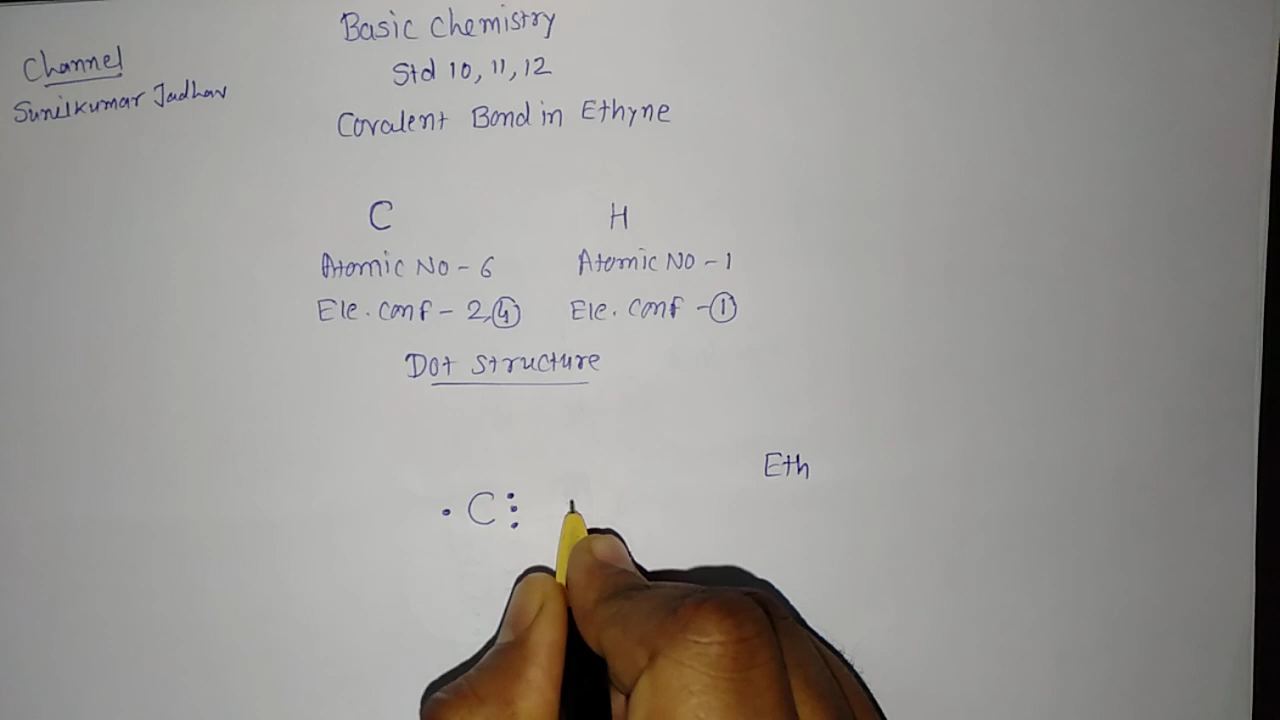 Channel
Sunilkumar Jadhav
Basic Chemistry
Std 10, 11, 12
Covalent Bond in Ethyne
C H
Atomic No - 6 Atomic No - 1
Ele. Conf - 2,4 Ele. Conf - 1
Dot Structure
Eth
C